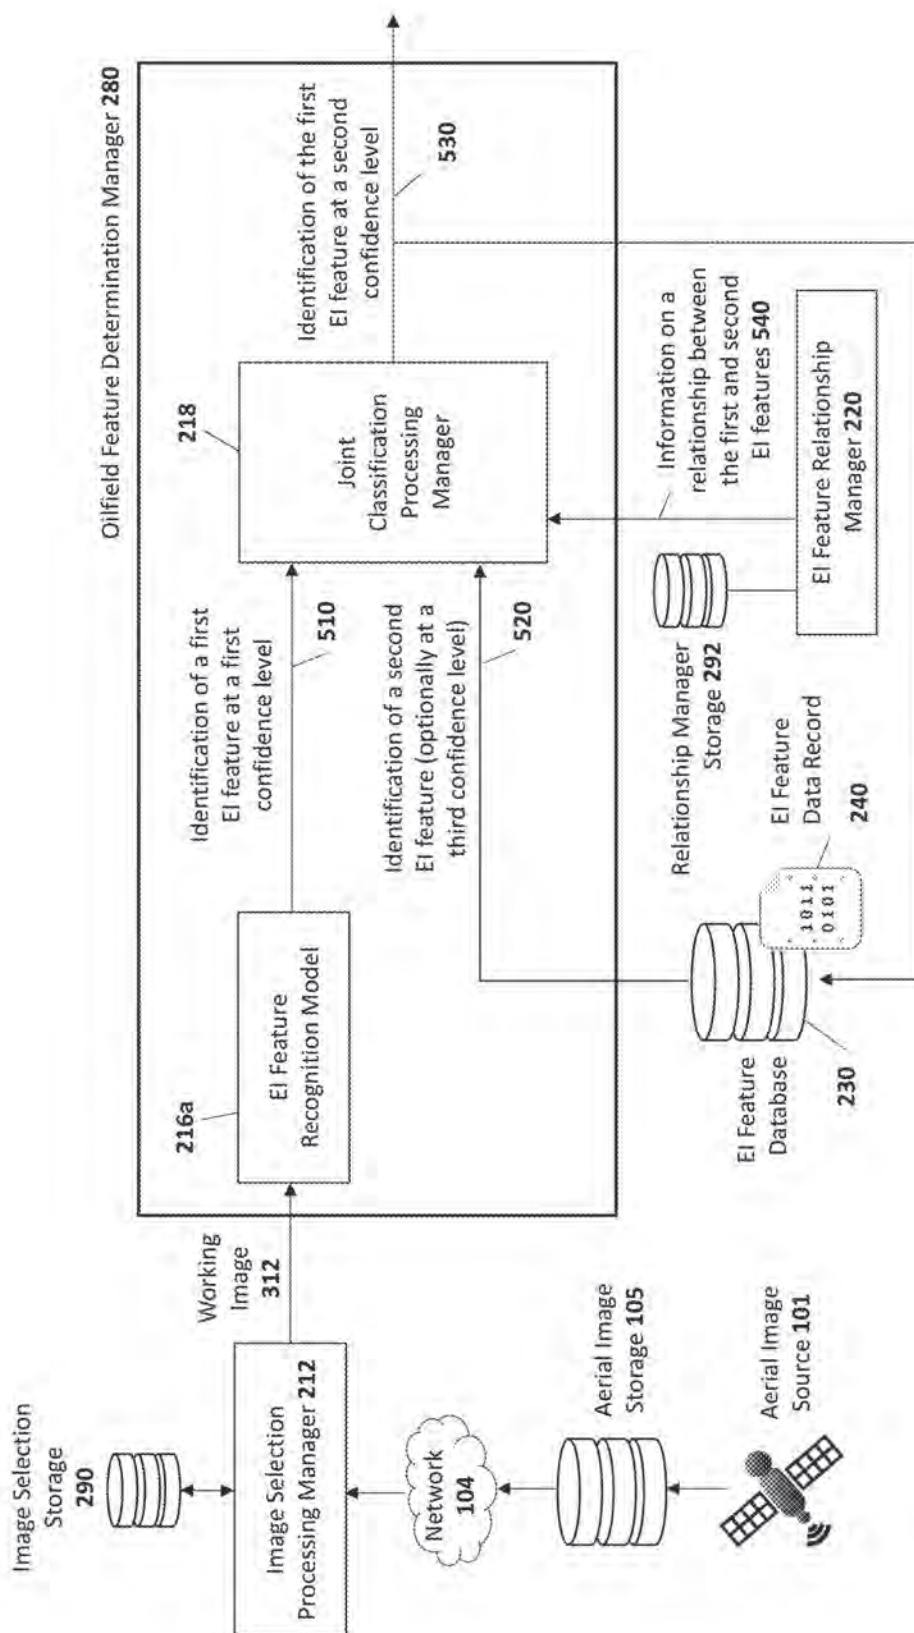 Oilfield Feature Determination Manager 280
Image Selection
Storage
290
Image Selection
Processing Manager 212
Network
104
Aerial Image
Storage 105
Aerial Image
Source 101
Working
Image
312
216a
EI Feature
Recognition Model
Identification of a first
EI feature at a first
confidence level
510
218
Joint
Classification
Processing
Manager
Identification of the first
EI feature at a second
confidence level
530
Identification of a second
EI feature (optionally at a
third confidence level)
520
Information on a
relationship between
the first and second
EI features 540
Relationship Manager
Storage 292
EI Feature Relationship
Manager 220
EI Feature
Data Record
240
1011
0101
EI Feature
Database
230